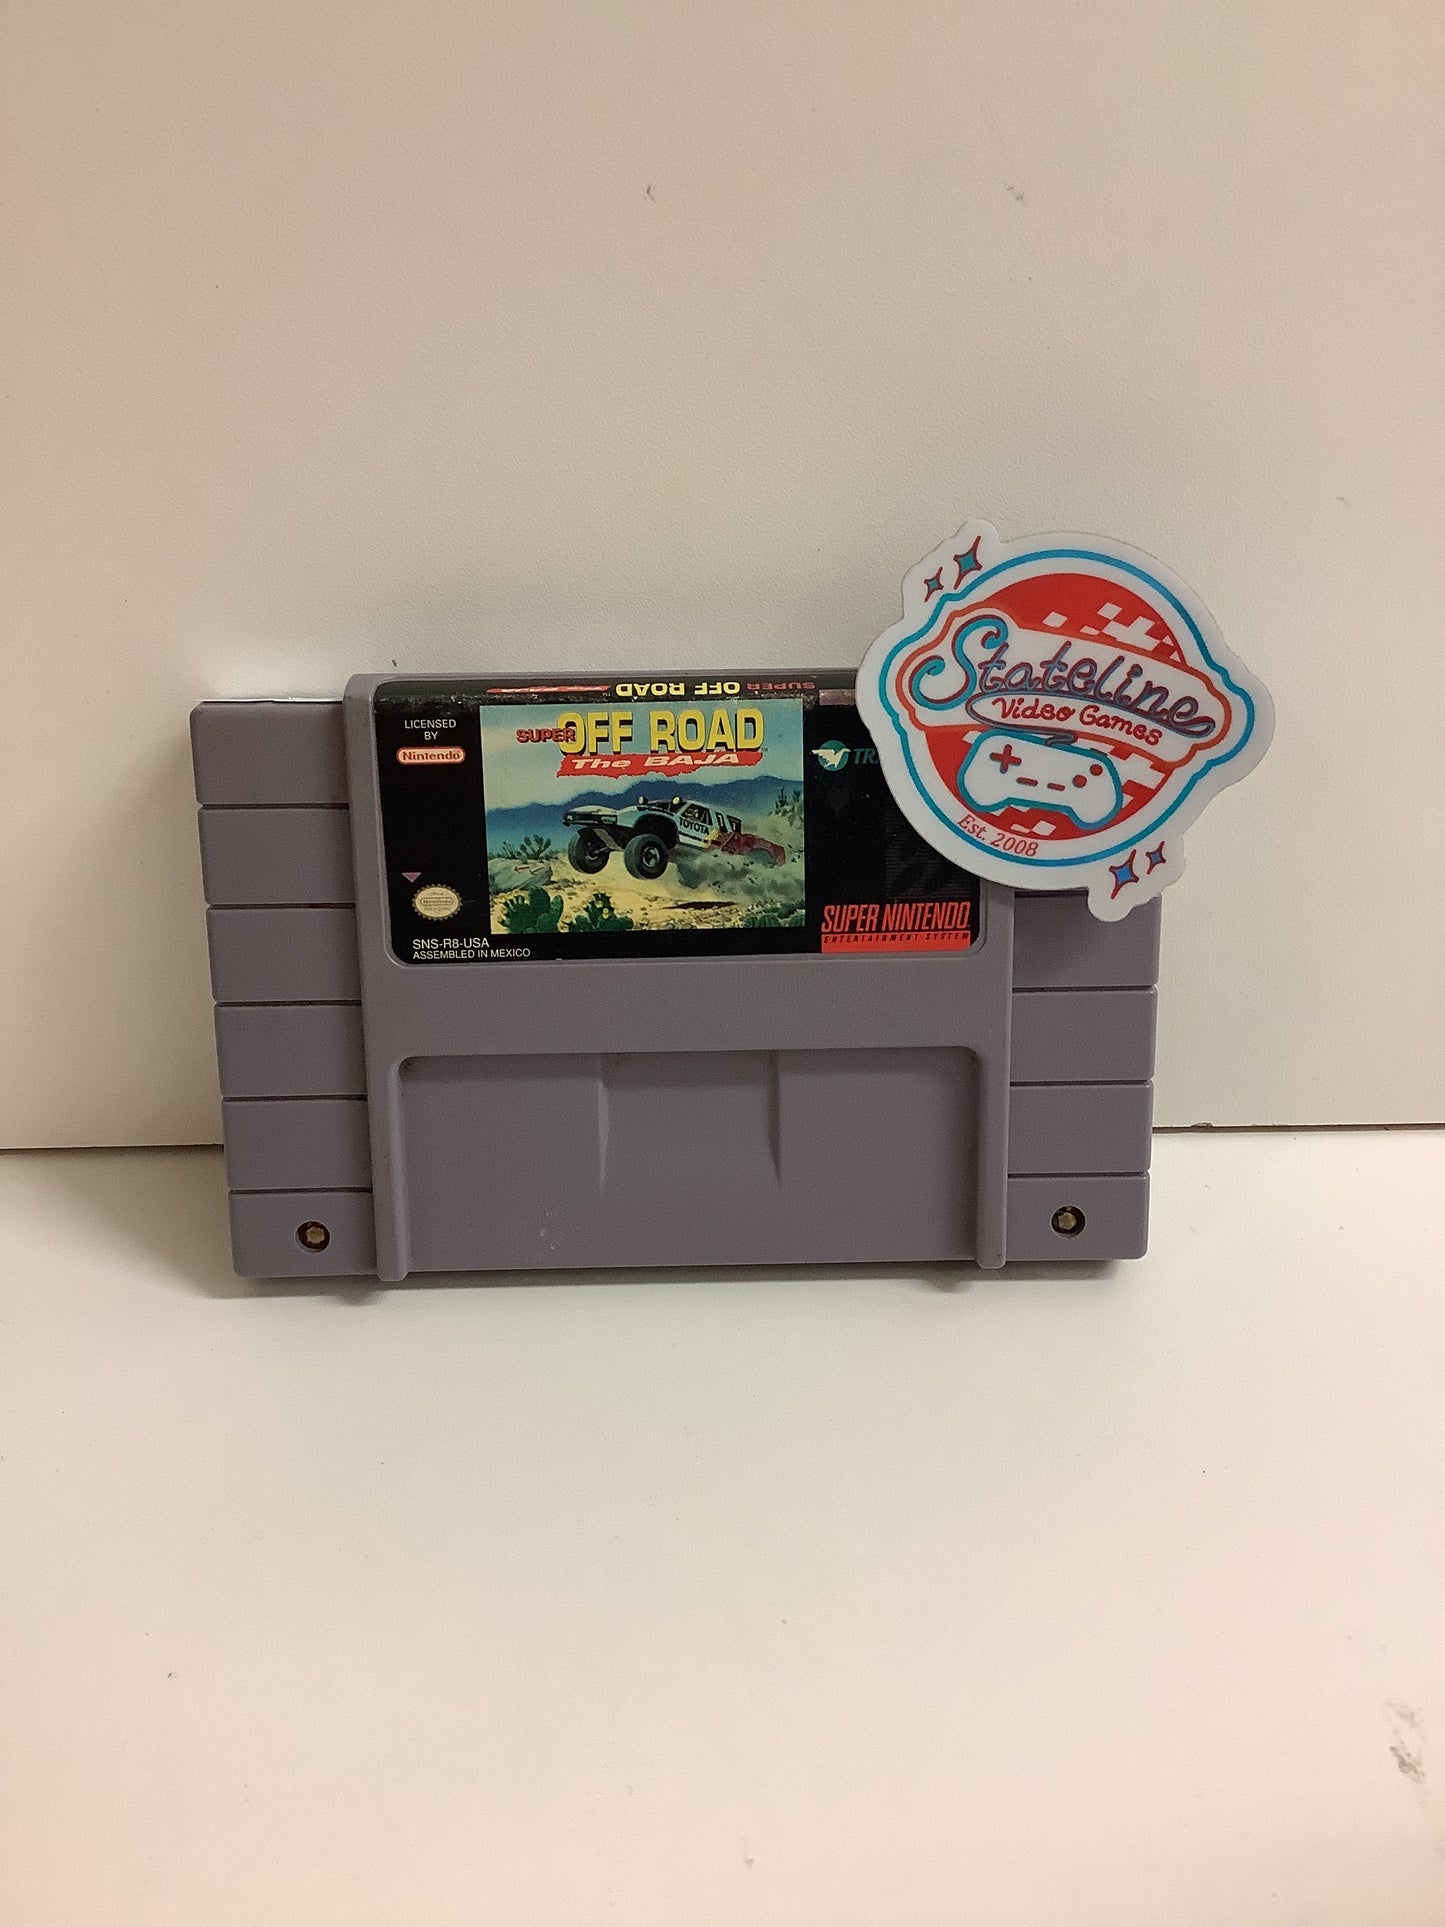 SUPER OFF ROAD
LICENSED
BY
Nintendo
SUPER OFF ROAD™
The BAJA
TOYOTA
SNS-R8-USA
ASSEMBLED IN MEXICO
SUPER NINTENDO
ENTERTAINMENT SYSTEM
Stateline
Video Games
Est. 2008